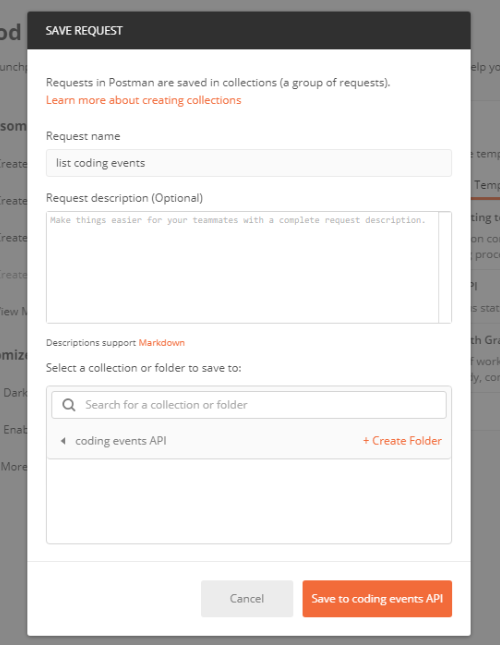 SAVE REQUEST
Requests in Postman are saved in collections (a group of requests).
Learn more about creating collections
Request name
list coding events
Request description (Optional)
Make things easier for your teammates with a complete request description.
Descriptions support Markdown
Select a collection or folder to save to:
Search for a collection or folder
coding events API
+ Create Folder
Cancel
Save to coding events API
Dark
More